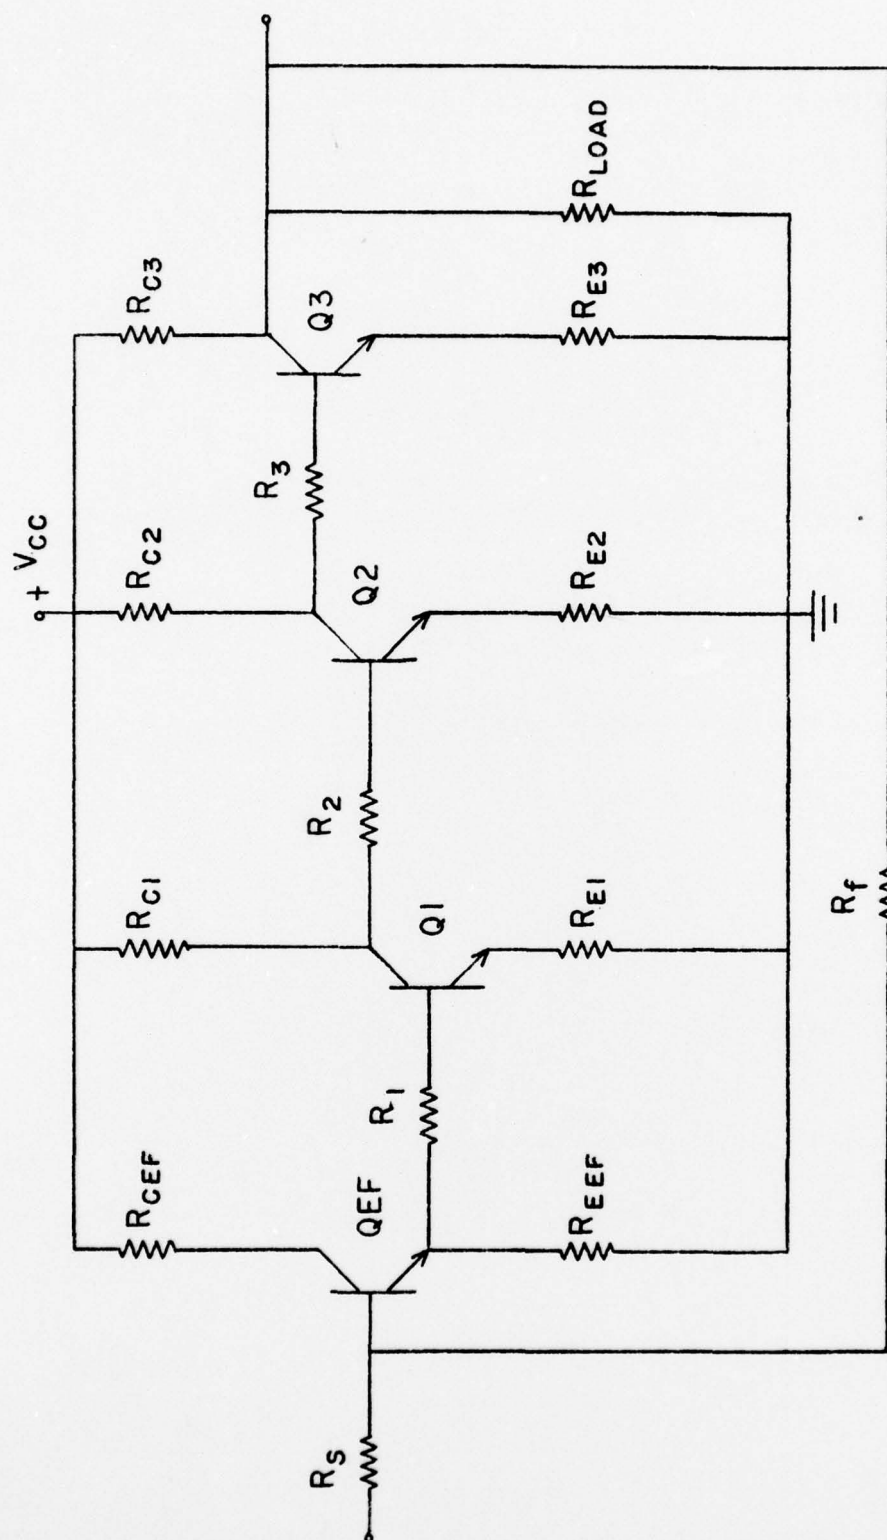 + VCC
RCEF
RC1
RC2
RC3
QEF
Q1
Q2
Q3
RS
R1
R2
R3
REEF
RE1
RE2
RE3
RLOAD
Rf